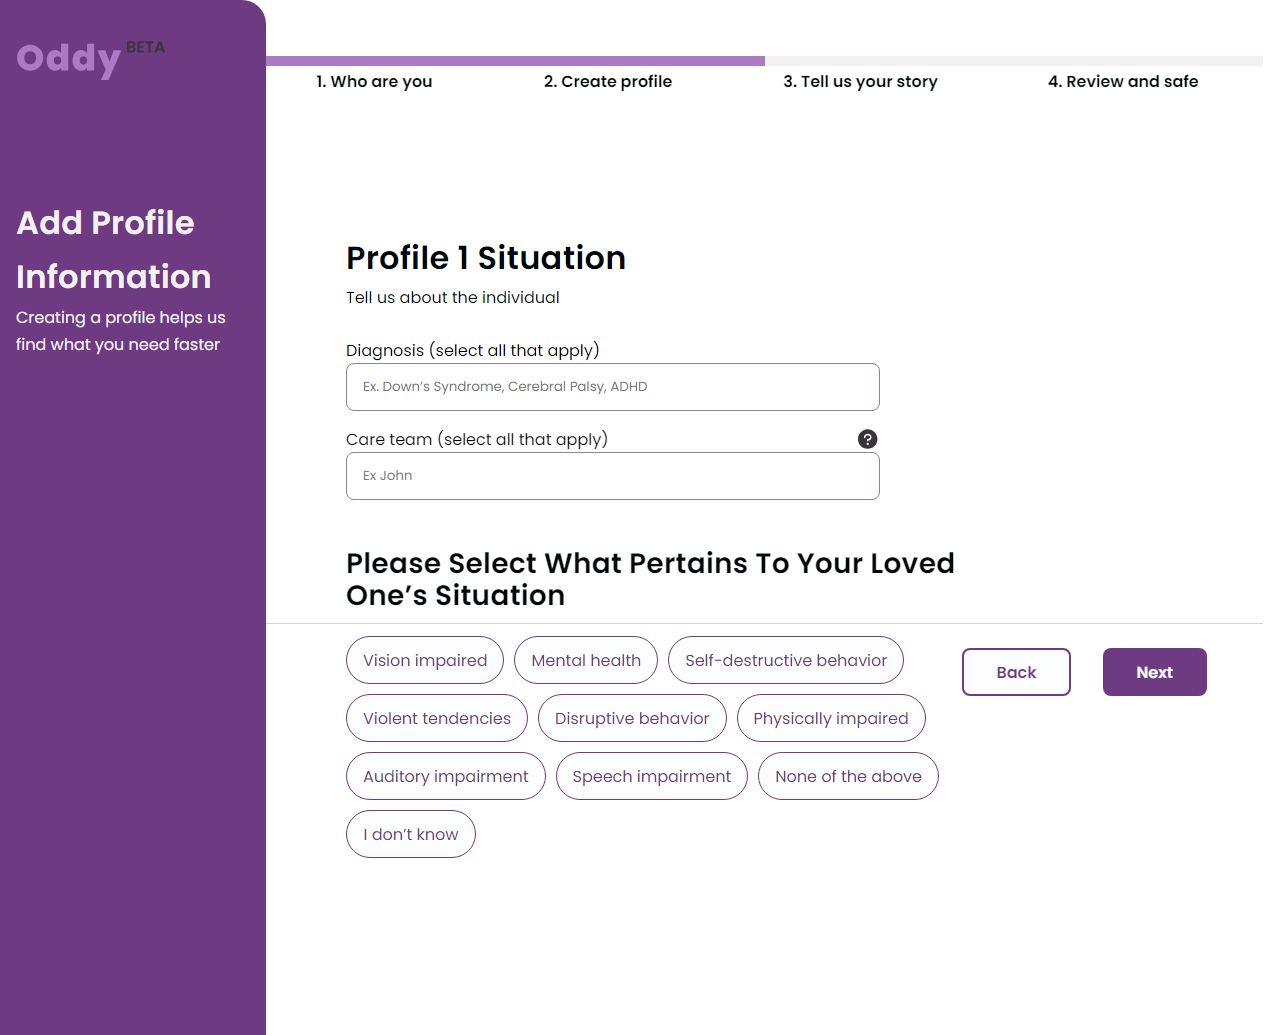 Oddy BETA
1. Who are you
2. Create profile
3. Tell us your story
4. Review and safe
Add Profile
Information
Creating a profile helps us
find what you need faster
Profile 1 Situation
Tell us about the individual
Diagnosis (select all that apply)
Ex. Down’s Syndrome, Cerebral Palsy, ADHD
Care team (select all that apply) ?
Ex John
Please Select What Pertains To Your Loved
One’s Situation
Vision impaired
Mental health
Self-destructive behavior
Back
Next
Violent tendencies
Disruptive behavior
Physically impaired
Auditory impairment
Speech impairment
None of the above
I don’t know